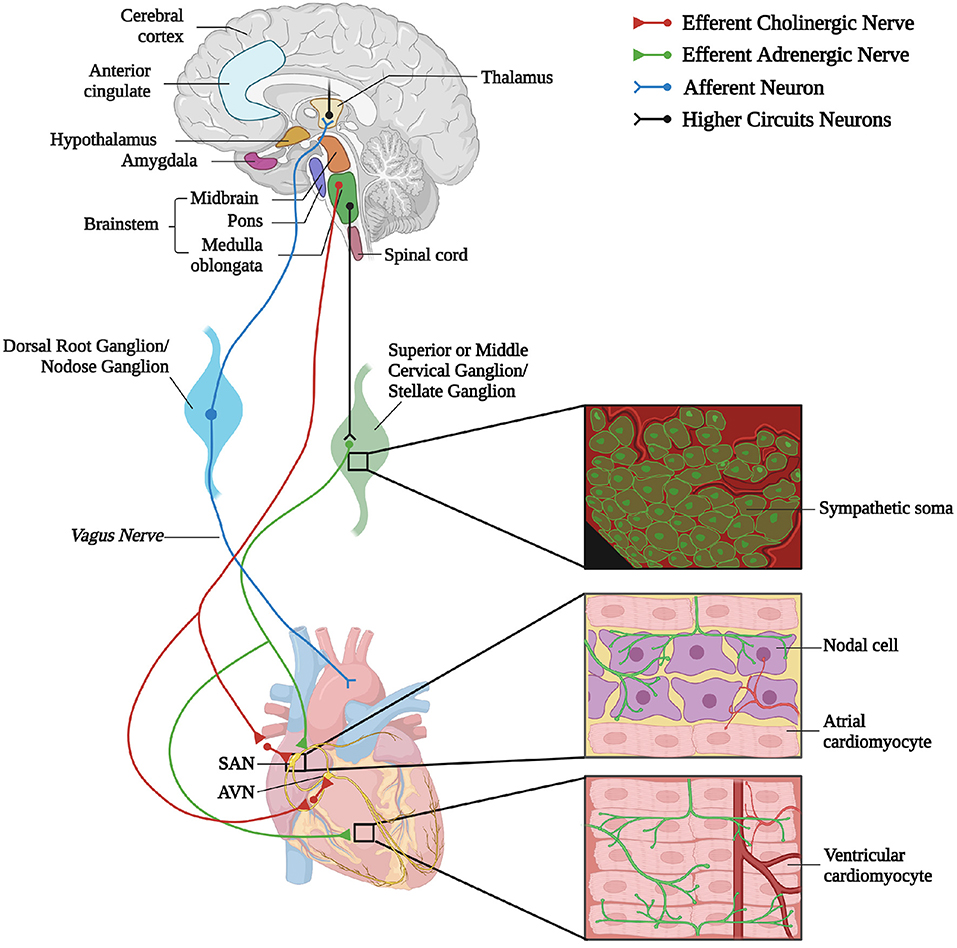 Cerebral
cortex
Anterior
cingulate
Hypothalamus
Amygdala
Brainstem
Midbrain
Pons
Medulla
oblongata
Thalamus
Spinal cord
Efferent Cholinergic Nerve
Efferent Adrenergic Nerve
Afferent Neuron
Higher Circuits Neurons
Dorsal Root Ganglion/
Nodose Ganglion
Superior or Middle
Cervical Ganglion/
Stellate Ganglion
Vagus Nerve
Sympathetic soma
Nodal cell
Atrial
cardiomyocyte
SAN
AVN
Ventricular
cardiomyocyte